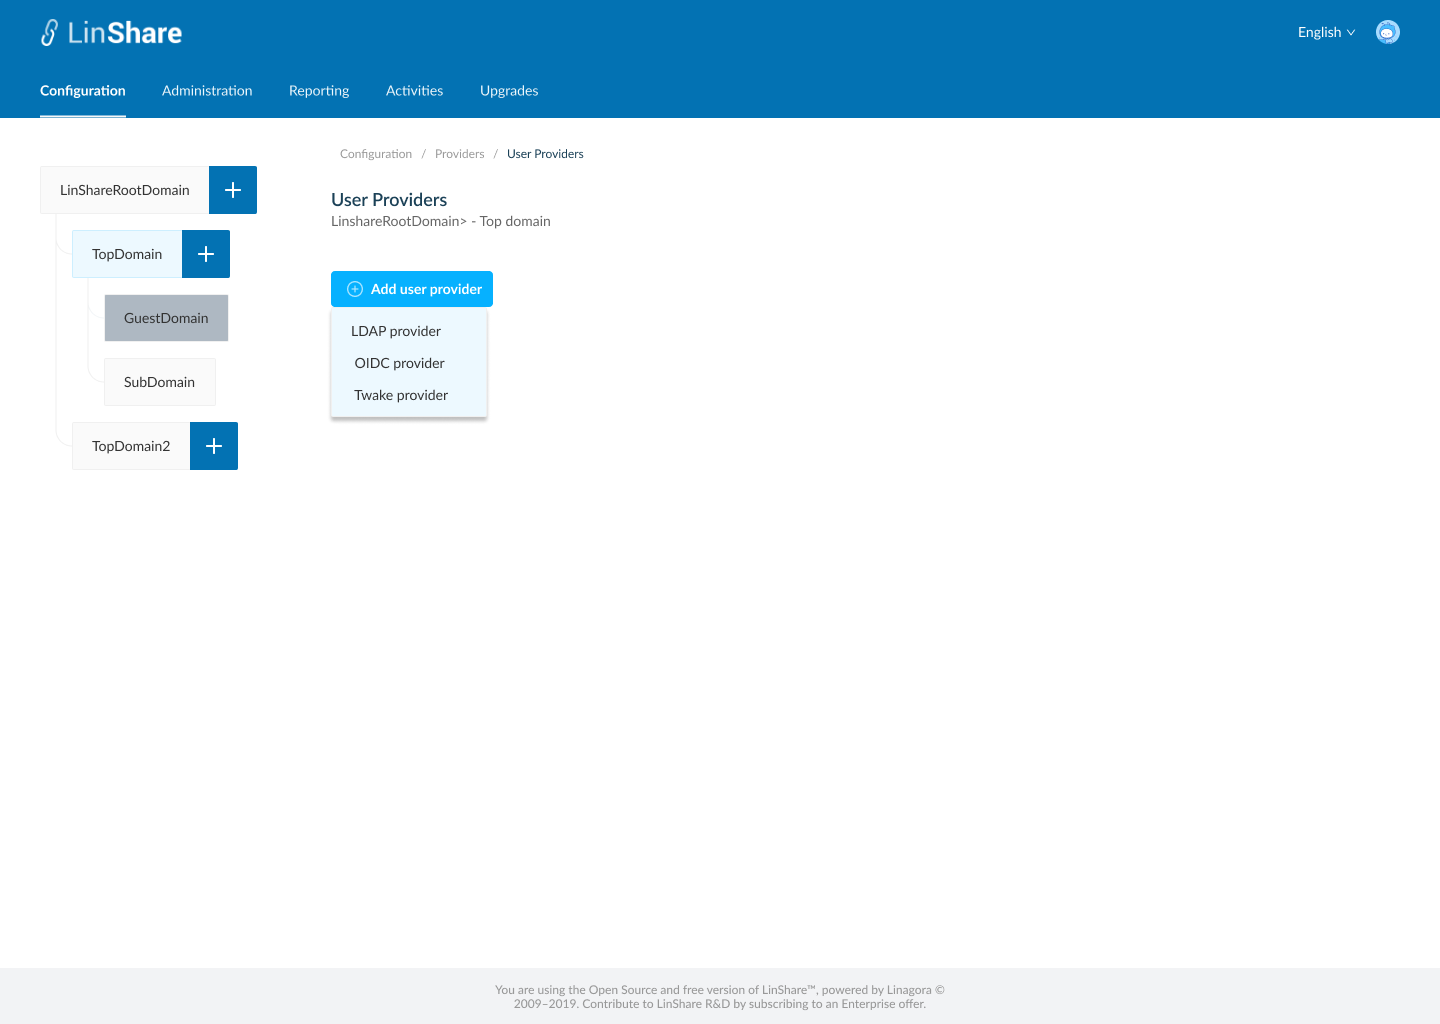 LinShare
English
Configuration Administration Reporting Activities Upgrades
Configuration / Providers / User Providers
LinShareRootDomain
TopDomain
GuestDomain
SubDomain
TopDomain2
User Providers
LinshareRootDomain> - Top domain
Add user provider
LDAP provider
OIDC provider
Twake provider
You are using the Open Source and free version of LinShare™, powered by Linagora ©
2009–2019. Contribute to LinShare R&D by subscribing to an Enterprise offer.